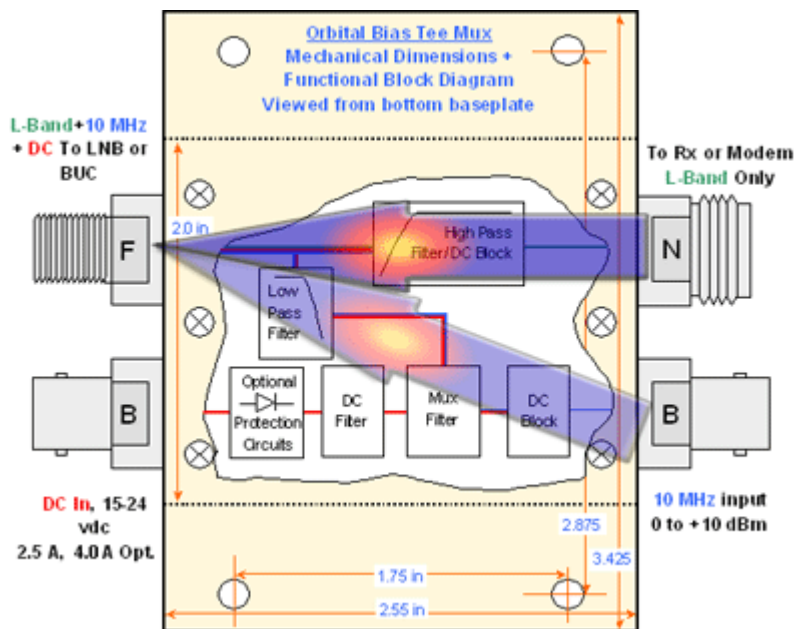 Orbital Bias Tee Mux
Mechanical Dimensions +
Functional Block Diagram
Viewed from bottom baseplate
L-Band+10 MHz
+ DC To LNB or
BUC
To Rx or Modem
L-Band Only
2.0 in
F
High Pass
Filter/DC Block
N
Low
Pass
Filter
B
Optional
Protection
Circuits
DC
Filter
Mux
Filter
DC
Block
B
DC In, 15-24
vdc
2.5 A, 4.0 A Opt.
10 MHz input
0 to +10 dBm
2.875
3.425
1.75 in
2.55 in